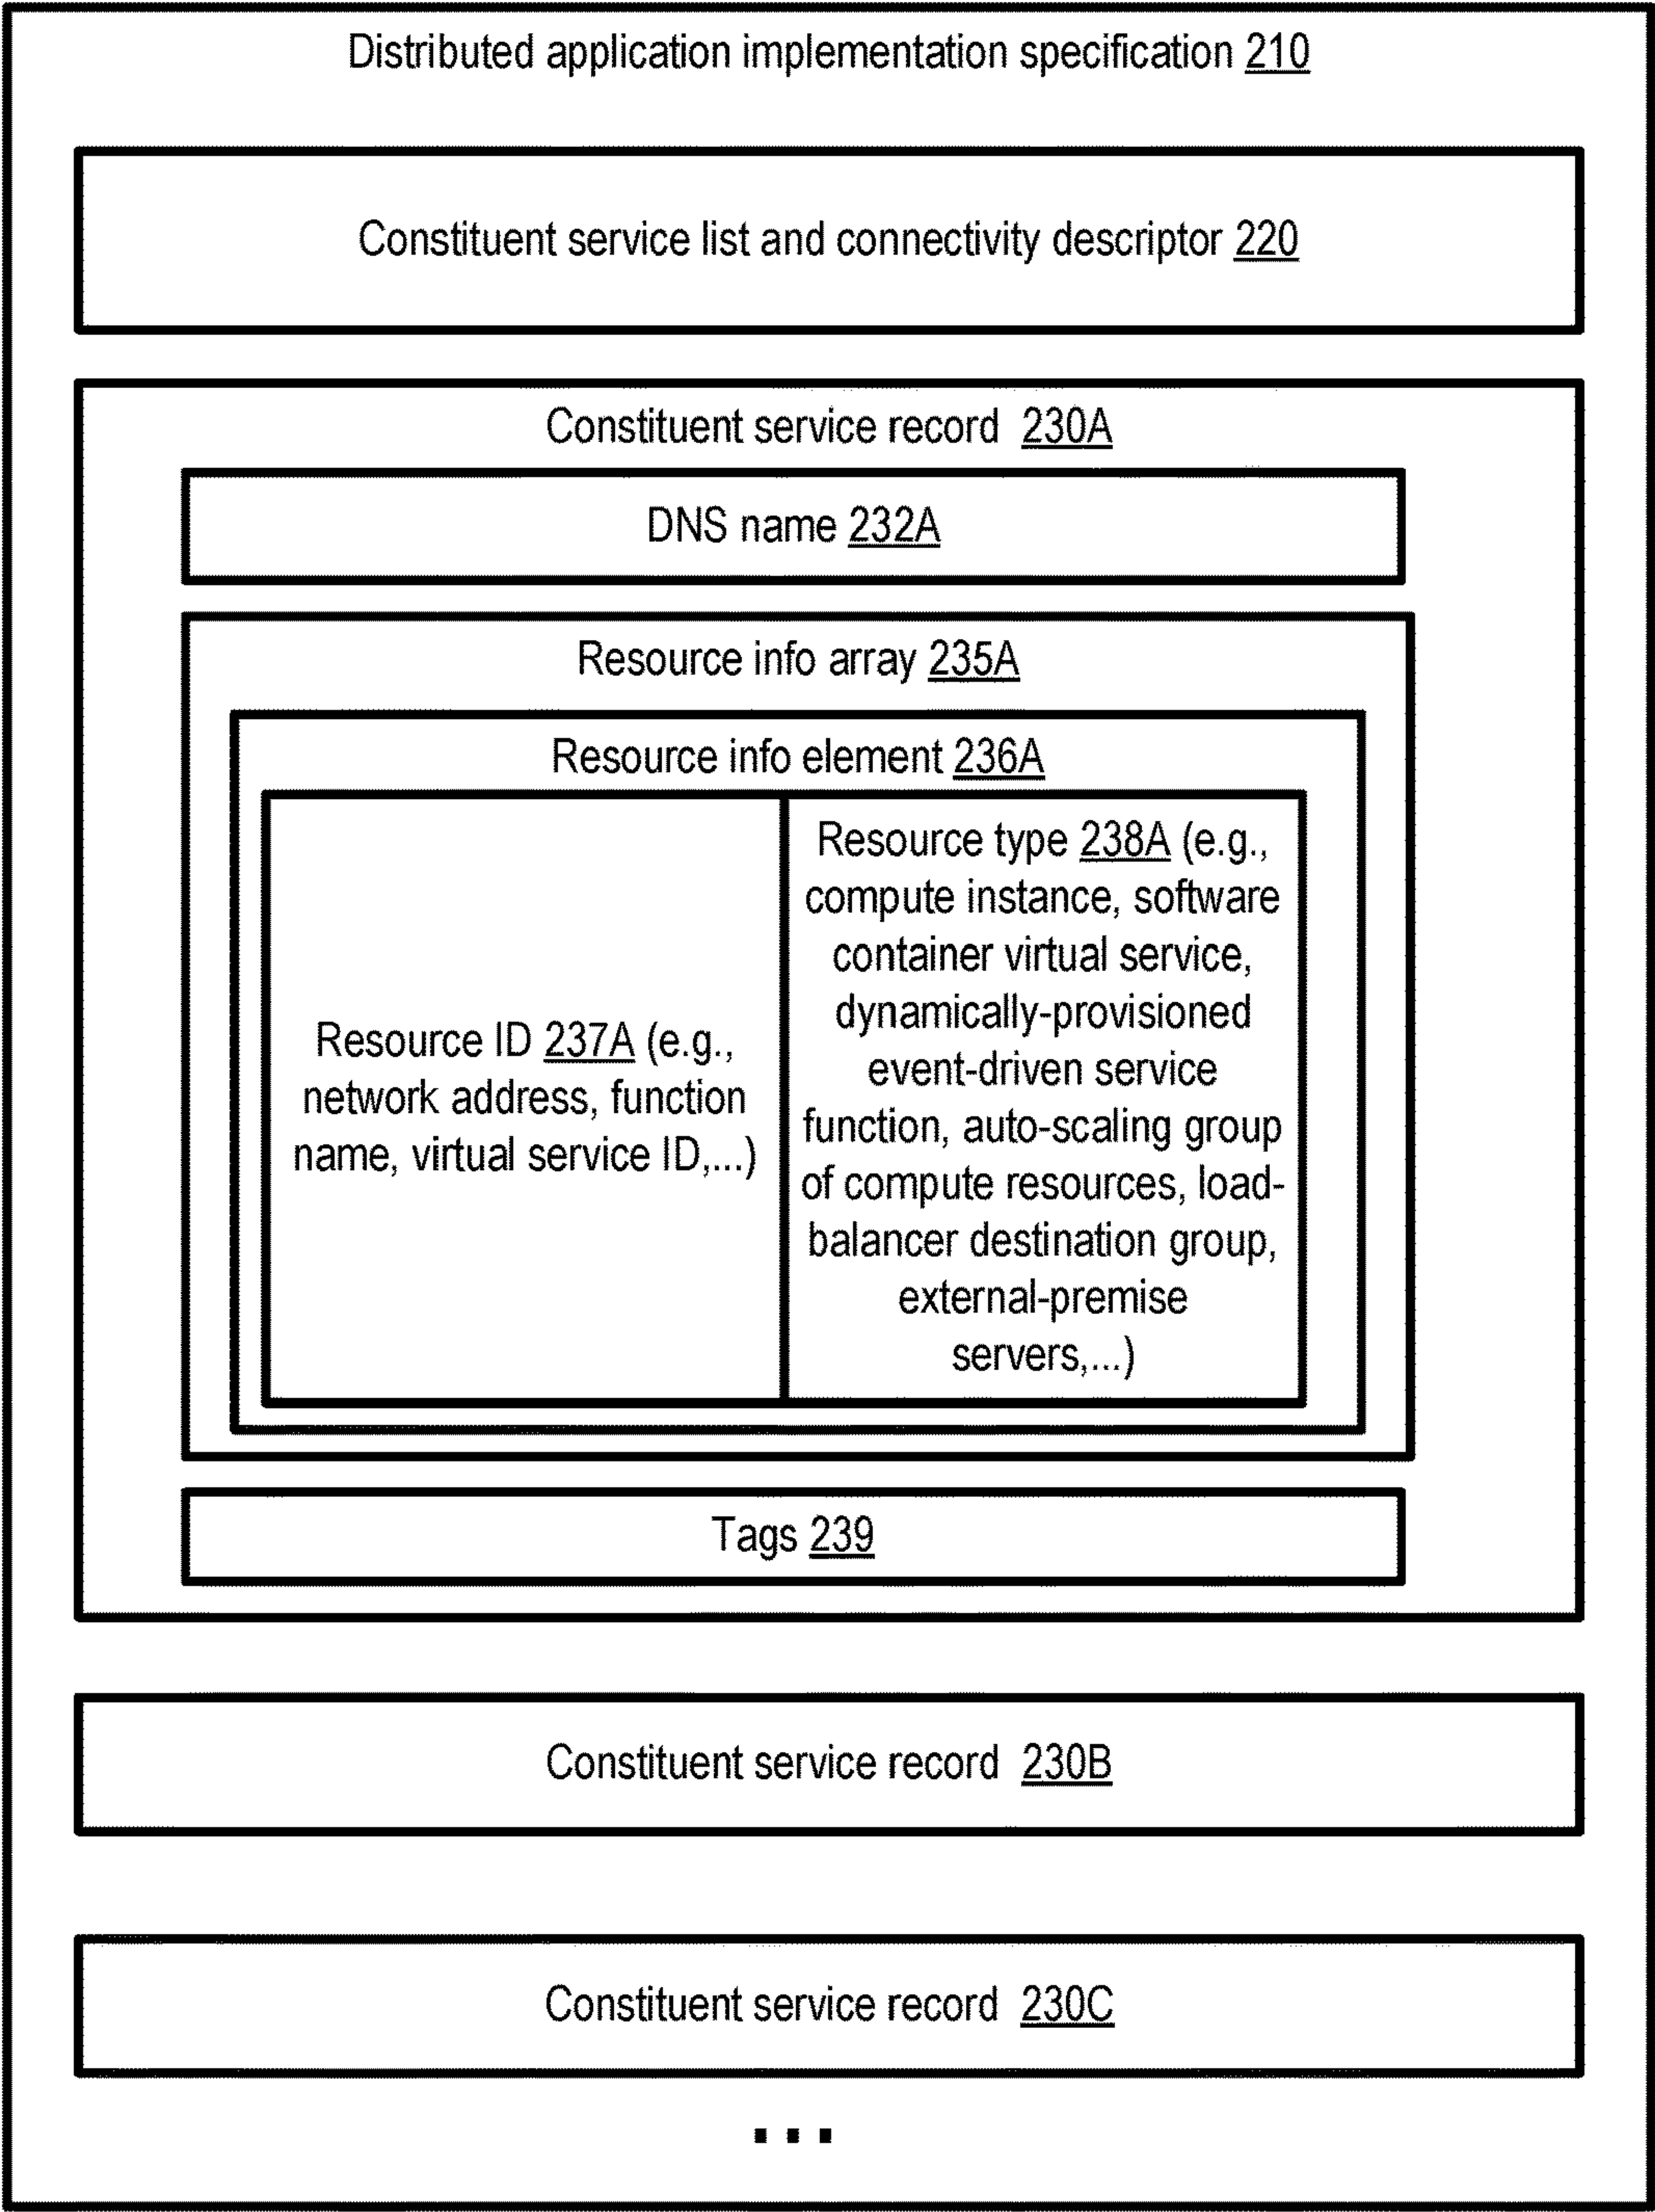 Distributed application implementation specification 210
Constituent service list and connectivity descriptor 220
Constituent service record 230A
DNS name 232A
Resource info array 235A
Resource info element 236A
Resource ID 237A (e.g.,
network address, function
name, virtual service ID,...)
Resource type 238A (e.g.,
compute instance, software
container virtual service,
dynamically-provisioned
event-driven service
function, auto-scaling group
of compute resources, load-
balancer destination group,
external-premise
servers,...)
Tags 239
Constituent service record 230B
Constituent service record 230C
...